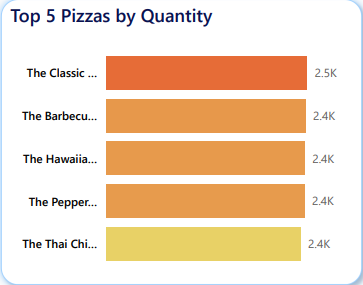 Top 5 Pizzas by Quantity
The Classic ... 2.5K
The Barbecu... 2.4K
The Hawaiia... 2.4K
The Pepper... 2.4K
The Thai Chi... 2.4K